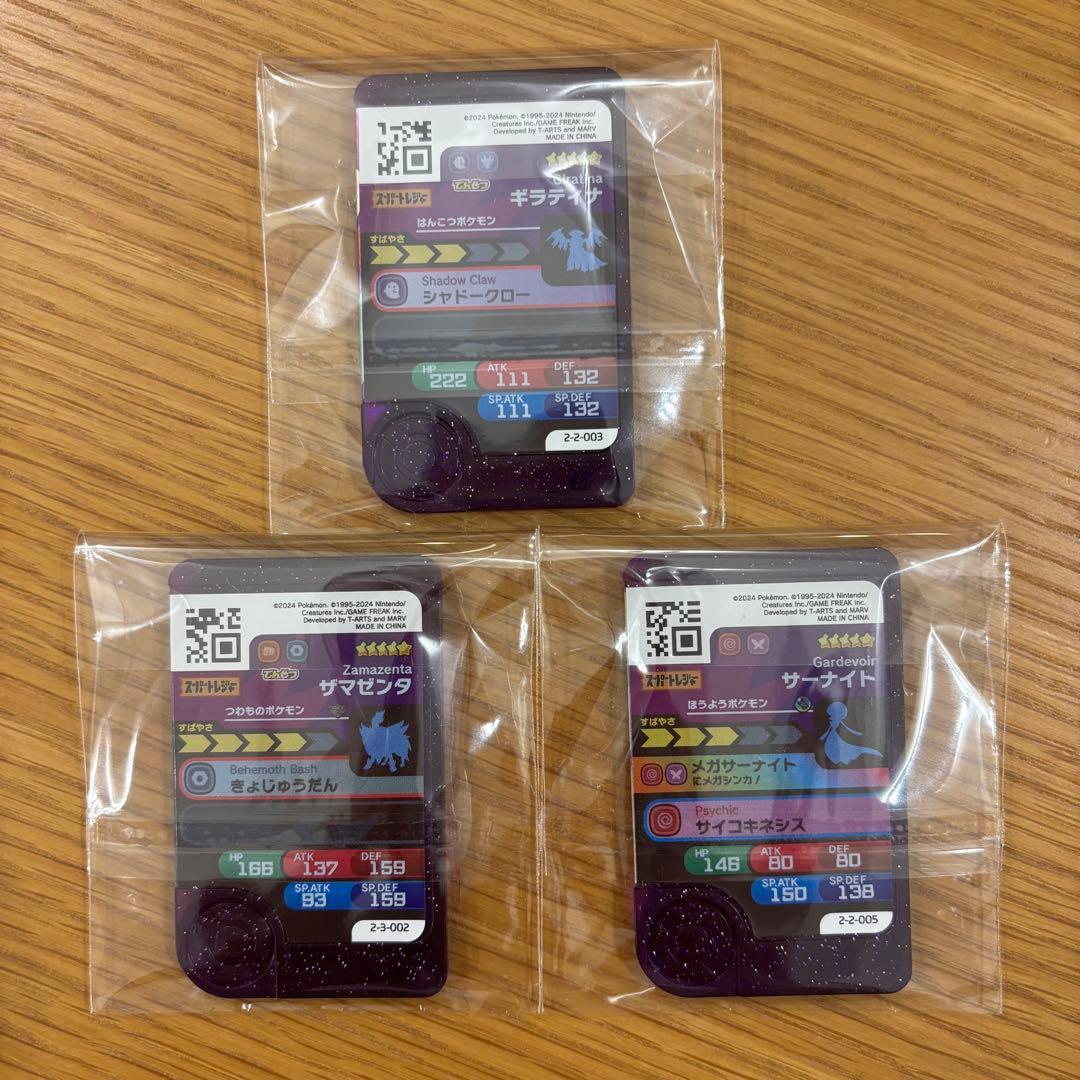 ©2024 Pokémon. ©1995-2024 Nintendo/
Creatures Inc./GAME FREAK inc.
Developed by T-ARTS and MARV
MADE IN CHINA
Giratina
スーパートレジャー
でんせつ
ギラティナ
はんこつポケモン
すばやさ
Shadow Claw
シャドークロー
HP 222 ATK 111 DEF 132
SP.ATK 111 SP.DEF 132
2-2-003
©2024 Pokémon. ©1995-2024 Nintendo/
Creatures Inc./GAME FREAK inc.
Developed by T-ARTS and MARV
MADE IN CHINA
Zamazenta
スーパートレジャー
でんせつ
ザマゼンタ
つわものポケモン
すばやさ
Behemoth Bash
きょじゅうだん
HP 166 ATK 137 DEF 159
SP.ATK 93 SP.DEF 159
2-3-002
©2024 Pokémon. ©1995-2024 Nintendo/
Creatures Inc./GAME FREAK inc.
Developed by T-ARTS and MARV
MADE IN CHINA
Gardevoir
スーパートレジャー
サーナイト
ほうようポケモン
すばやさ
メガサーナイト
にメガシンカ!
Psychic
サイコキネシス
HP 146 ATK 80 DEF 80
SP.ATK 150 SP.DEF 138
2-2-005